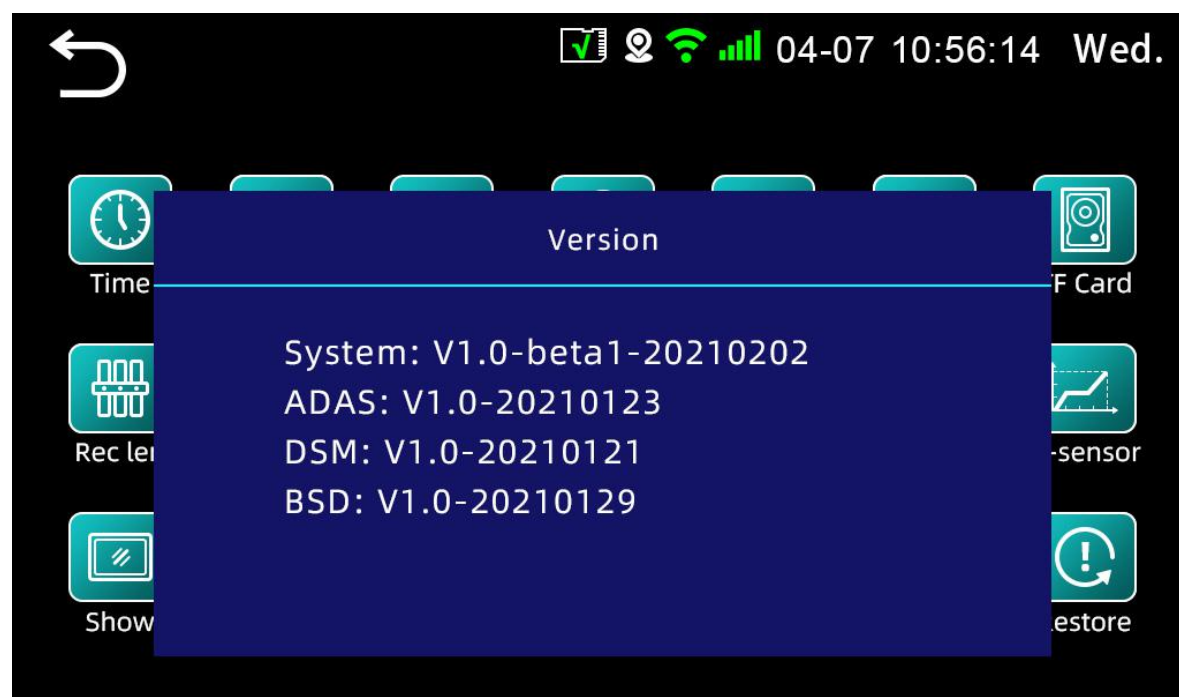 04-07 10:56:14 Wed.
Version
Time
F Card
System: V1.0-beta1-20210202
ADAS: V1.0-20210123
Rec ler
-sensor
DSM: V1.0-20210121
BSD: V1.0-20210129
Show
estore